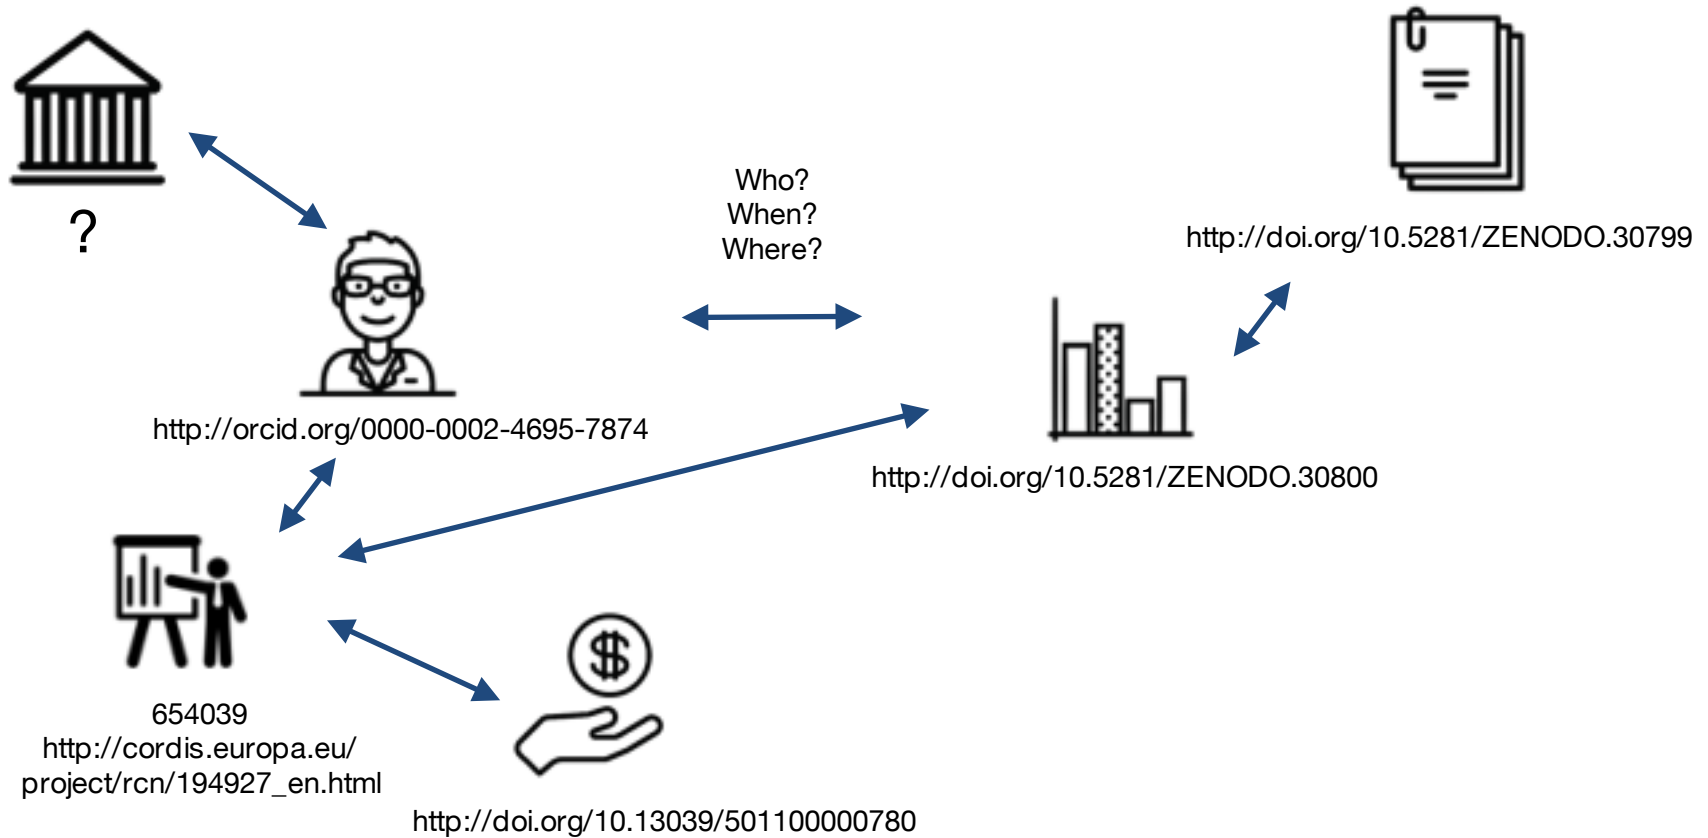 ?
Who?
When?
Where?
http://doi.org/10.5281/ZENODO.30799
http://orcid.org/0000-0002-4695-7874
http://doi.org/10.5281/ZENODO.30800
$
654039
http://cordis.europa.eu/
project/rcn/194927_en.html
http://doi.org/10.13039/501100000780